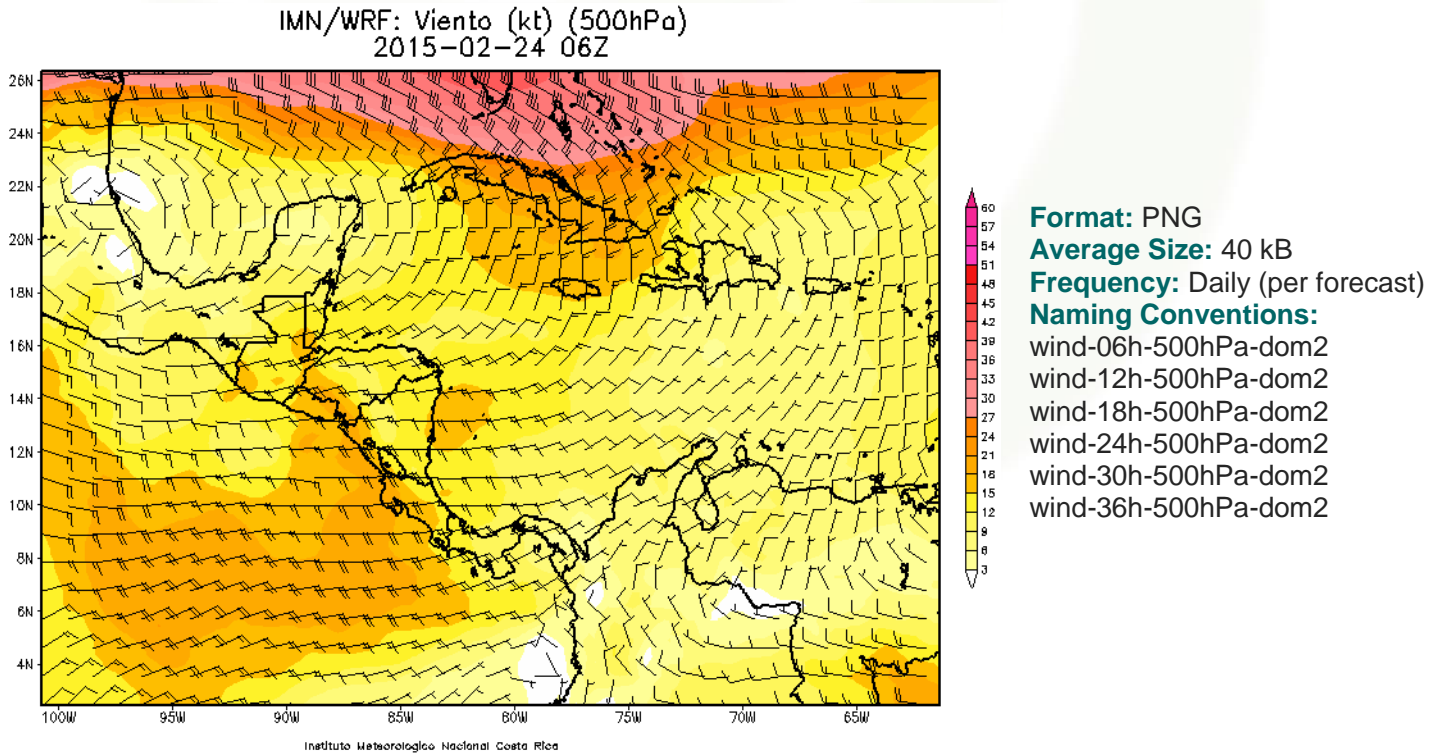 IMN/WRF: Viento (kt) (500hPa)
2015-02-24 06Z
26N
24N
22N
20N
18N
16N
14N
12N
10N
8N
6N
4N
100W 95W 90W 85W 80W 75W 70W 65W
Instituto Meteorologico Nacional Costa Rica
60
57
54
51
48
45
42
39
36
33
30
27
24
21
18
15
12
9
6
3
Format: PNG
Average Size: 40 kB
Frequency: Daily (per forecast)
Naming Conventions:
wind-06h-500hPa-dom2
wind-12h-500hPa-dom2
wind-18h-500hPa-dom2
wind-24h-500hPa-dom2
wind-30h-500hPa-dom2
wind-36h-500hPa-dom2